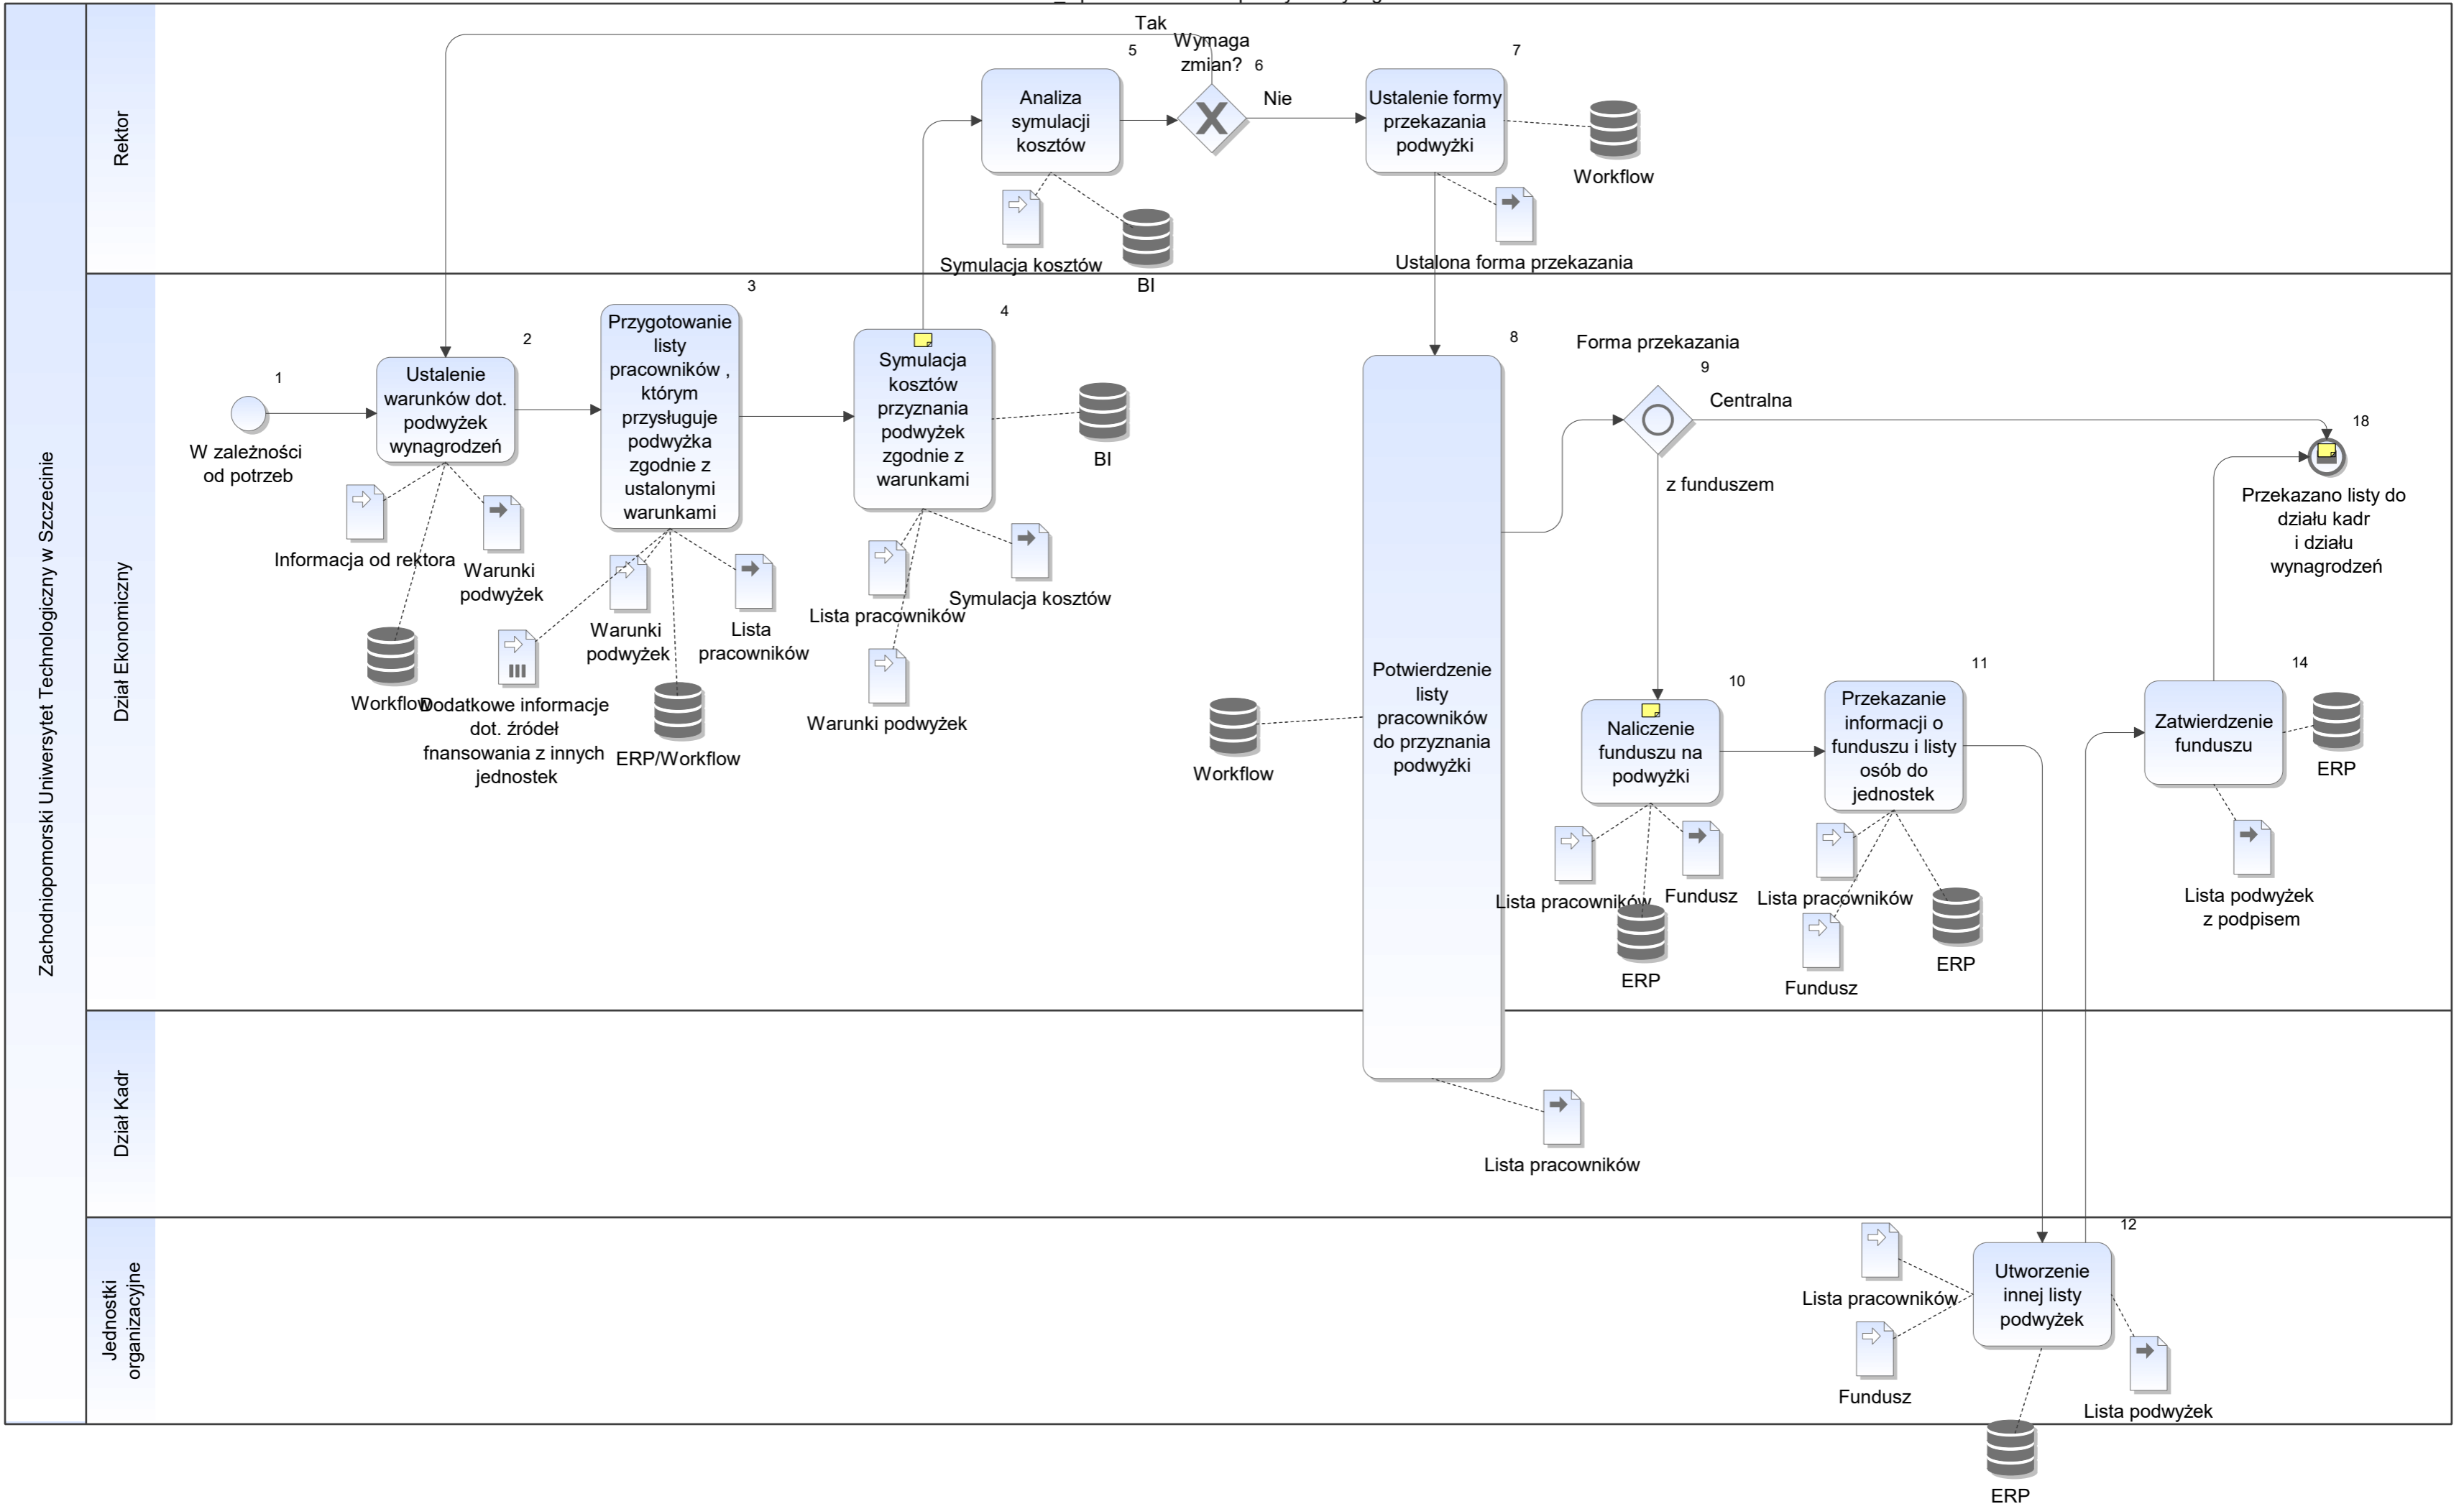 Tak
Wymaga
zmian?
5
6
7
Analiza
symulacji
kosztów
Nie
Ustalenie formy
przekazania
podwyżki
Workflow
Symulacja kosztów
BI
Ustalona forma przekazania
Rektor
Zachodniopomorski Uniwersytet Technologiczny w Szczecinie
Dział Ekonomiczny
1
W zależności
od potrzeb
2
Ustalenie
warunków dot.
podwyżek
wynagrodzeń
Informacja od rektora
Warunki
podwyżek
Workflow
3
Przygotowanie
listy
pracowników ,
którym
przysługuje
podwyżka
zgodnie z
ustalonymi
warunkami
Dodatkowe informacje
dot. źródeł
fnansowania z innych
jednostek
Warunki
podwyżek
Lista
pracowników
ERP/Workflow
4
Symulacja
kosztów
przyznania
podwyżek
zgodnie z
warunkami
BI
Lista pracowników
Symulacja kosztów
Warunki podwyżek
8
Potwierdzenie
listy
pracowników
do przyznania
podwyżki
Workflow
Lista pracowników
Forma przekazania
9
Centralna
z funduszem
10
Naliczenie
funduszu na
podwyżki
Lista pracowników
Fundusz
ERP
11
Przekazanie
informacji o
funduszu i listy
osób do
jednostek
Lista pracowników
Fundusz
ERP
14
Zatwierdzenie
funduszu
ERP
Lista podwyżek
z podpisem
18
Przekazano listy do
działu kadr
i działu
wynagrodzeń
Dział Kadr
Jednostki
organizacyjne
12
Utworzenie
innej listy
podwyżek
Lista pracowników
Fundusz
Lista podwyżek
ERP